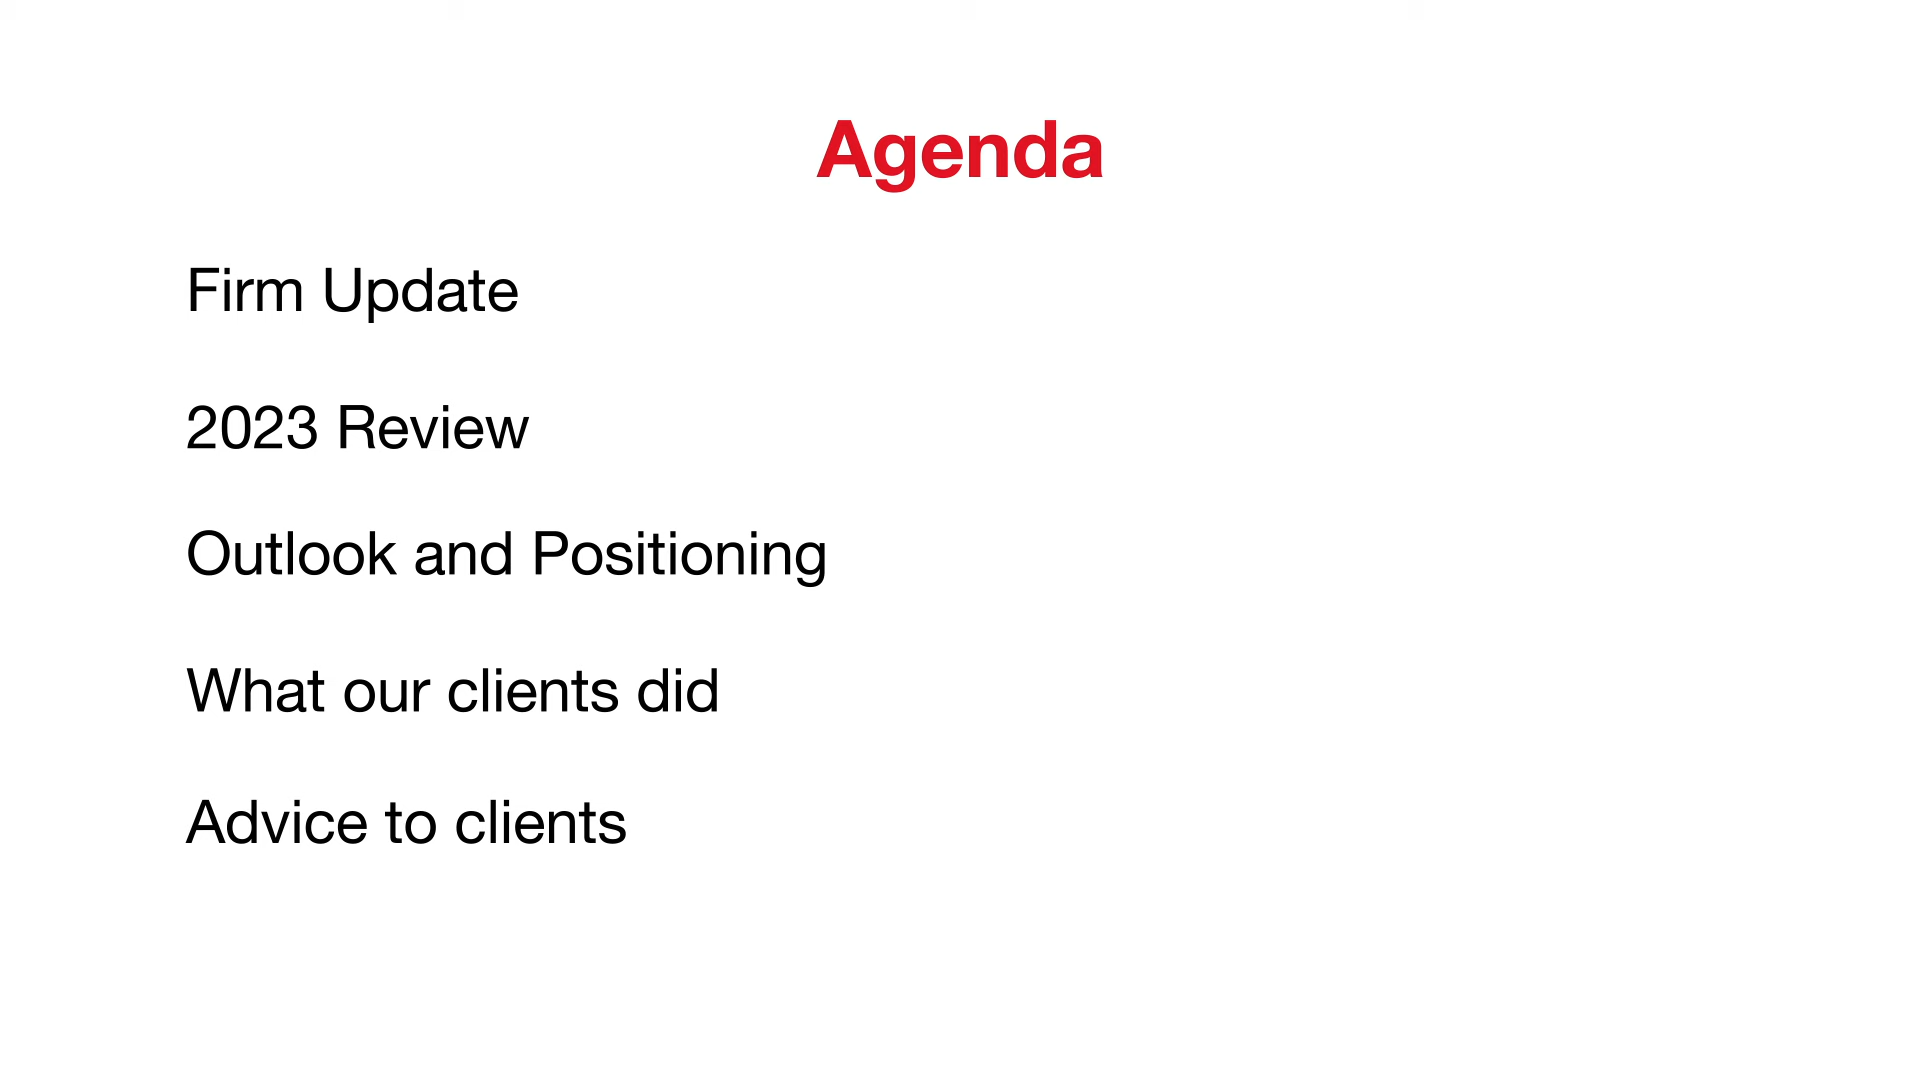 Agenda
Firm Update
2023 Review
Outlook and Positioning
What our clients did
Advice to clients